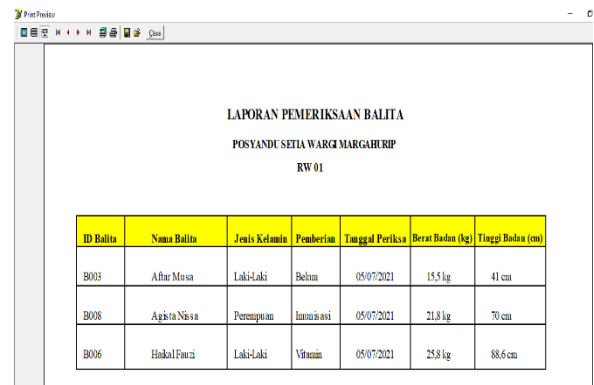 Print Preview
Close
LAPORAN PEMERIKSAAN BALITA
POSYANDU SETIA WARGI MARGAHURIP
RW 01
ID Balita Nama Balita Jenis Kelamin Pemberian Tanggal Periksa Berat Badan (kg) Tinggi Badan (cm)
B003 Aftar Musa Laki-Laki Belum 05/07/2021 15,5 kg 41 cm
B008 Agista Nissa Perempuan Imunisasi 05/07/2021 21,8 kg 70 cm
B006 Haikal Fauzi Laki-Laki Vitamin 05/07/2021 25,8 kg 88,6 cm